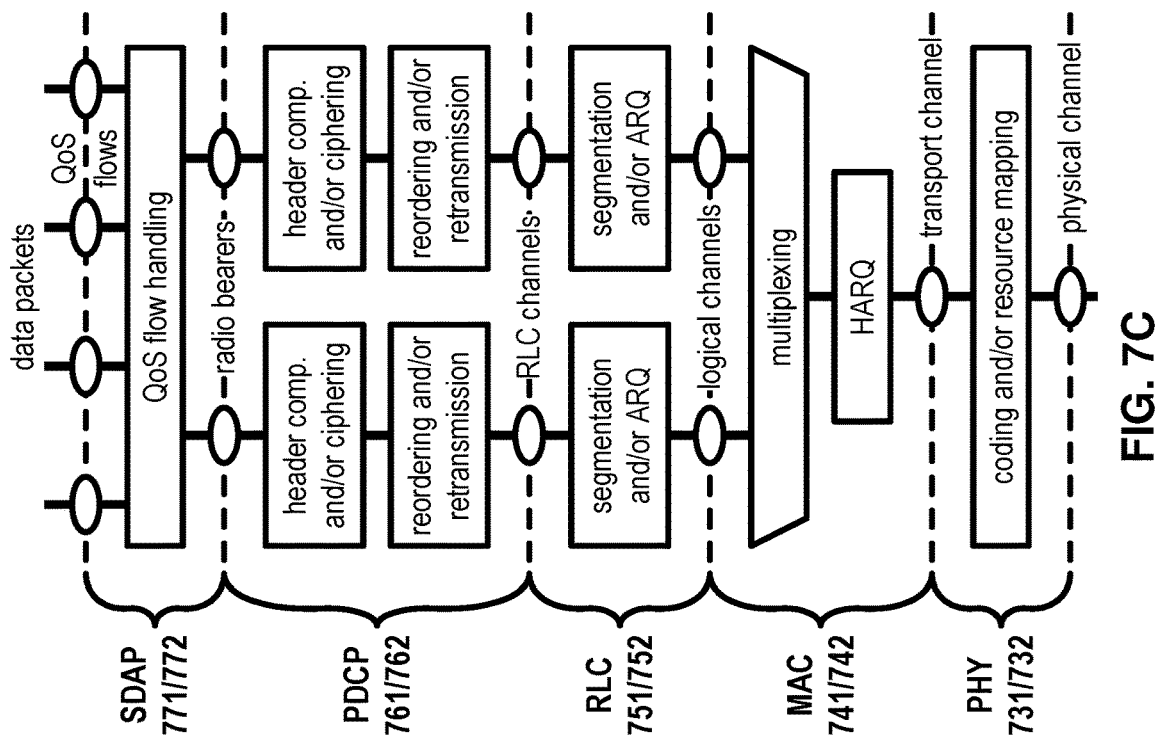 data packets
QoS
flows
SDAP
771/772
QoS flow handling
radio bearers
PDCP
761/762
header comp.
and/or ciphering
header comp.
and/or ciphering
reordering and/or
retransmission
reordering and/or
retransmission
RLC channels
RLC
751/752
segmentation
and/or ARQ
segmentation
and/or ARQ
logical channels
MAC
741/742
multiplexing
HARQ
transport channel
PHY
731/732
coding and/or resource mapping
physical channel
FIG. 7C